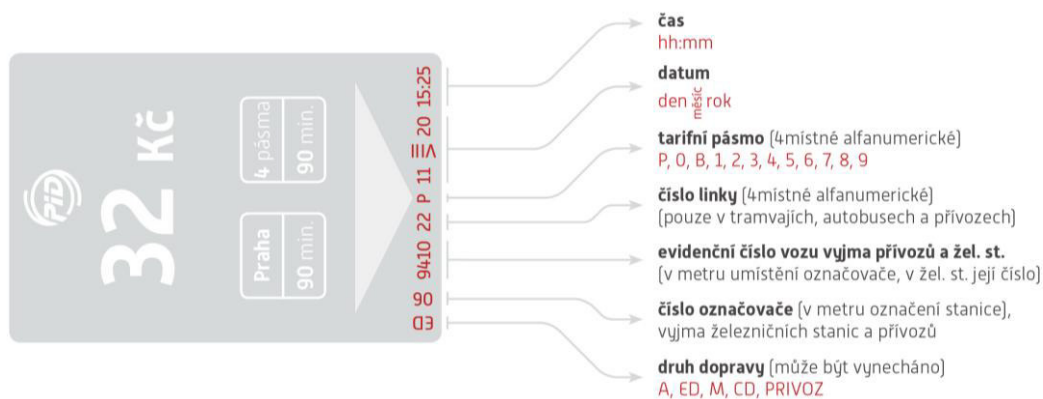 PID
32 Kč
Praha
90 min.
4 pásma
90 min.
ED
06
9410
22
P
11 VIII 20
15:25
čas
hh:mm
datum
den měsíc rok
tarifní pásmo (4místné alfanumerické)
P, 0, B, 1, 2, 3, 4, 5, 6, 7, 8, 9
číslo linky (4místné alfanumerické)
(pouze v tramvajích, autobusech a přívozech)
evidenční číslo vozu vyjma přívozů a žel. st.
(v metru umístění označovače, v žel. st. její číslo)
číslo označovače (v metru označení stanice),
vyjma železničních stanic a přívozů
druh dopravy (může být vynecháno)
A, ED, M, CD, PRIVOZ